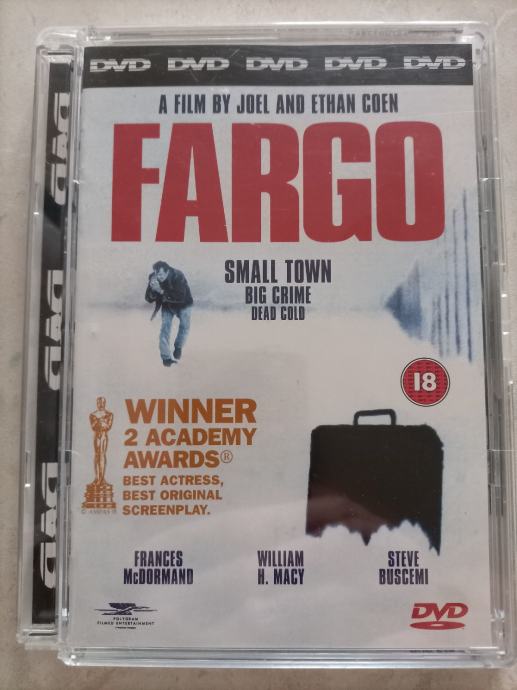 DVD DVD DVD DVD DVD
A FILM BY JOEL AND ETHAN COEN
FARGO
SMALL TOWN
BIG CRIME
DEAD COLD
18
WINNER
2 ACADEMY
AWARDS®
BEST ACTRESS,
BEST ORIGINAL
SCREENPLAY.
FRANCES
McDORMAND
WILLIAM
H. MACY
STEVE
BUSCEMI
POLYGRAM
FILMED ENTERTAINMENT
DVD
DVD
DVD
DVD